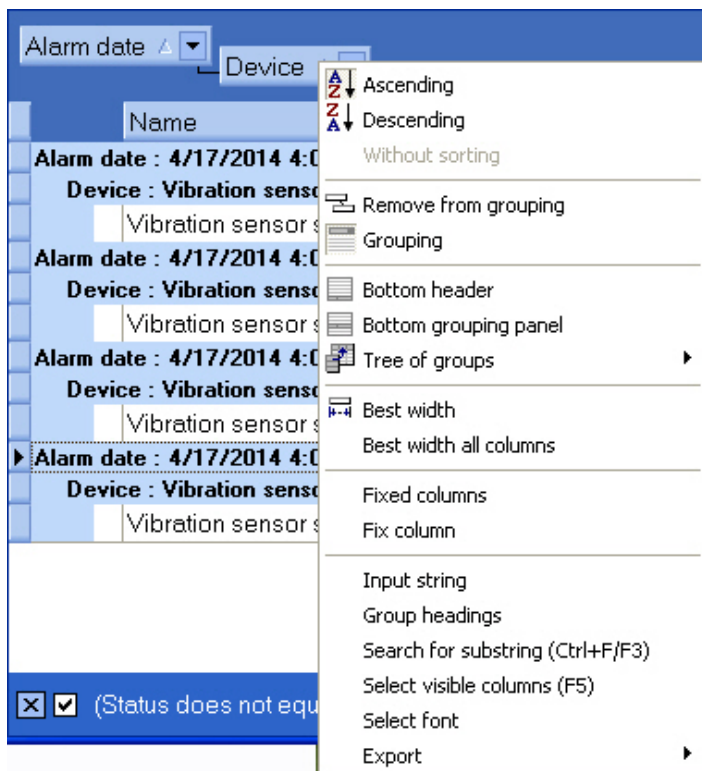 Alarm date
Device
Name
Alarm date : 4/17/2014 4:0
Device : Vibration sens
Vibration sensor
Alarm date : 4/17/2014 4:0
Device : Vibration sens
Vibration sensor
Alarm date : 4/17/2014 4:0
Device : Vibration sens
Vibration sensor
Alarm date : 4/17/2014 4:0
Device : Vibration sens
Vibration sensor
(Status does not equ
Ascending
Descending
Without sorting
Remove from grouping
Grouping
Bottom header
Bottom grouping panel
Tree of groups
Best width
Best width all columns
Fixed columns
Fix column
Input string
Group headings
Search for substring (Ctrl+F/F3)
Select visible columns (F5)
Select font
Export